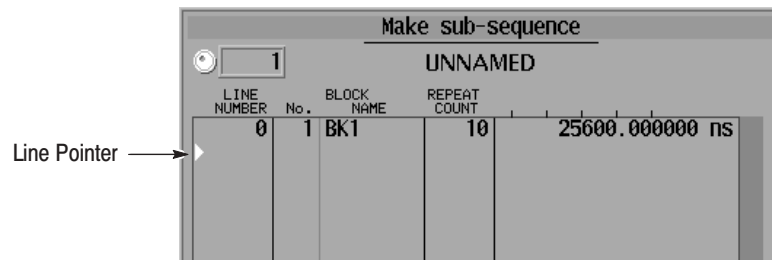 Make sub-sequence
1 UNNAMED
LINE NUMBER No. BLOCK NAME REPEAT COUNT
0 1 BK1 10 25600.000000 ns
Line Pointer